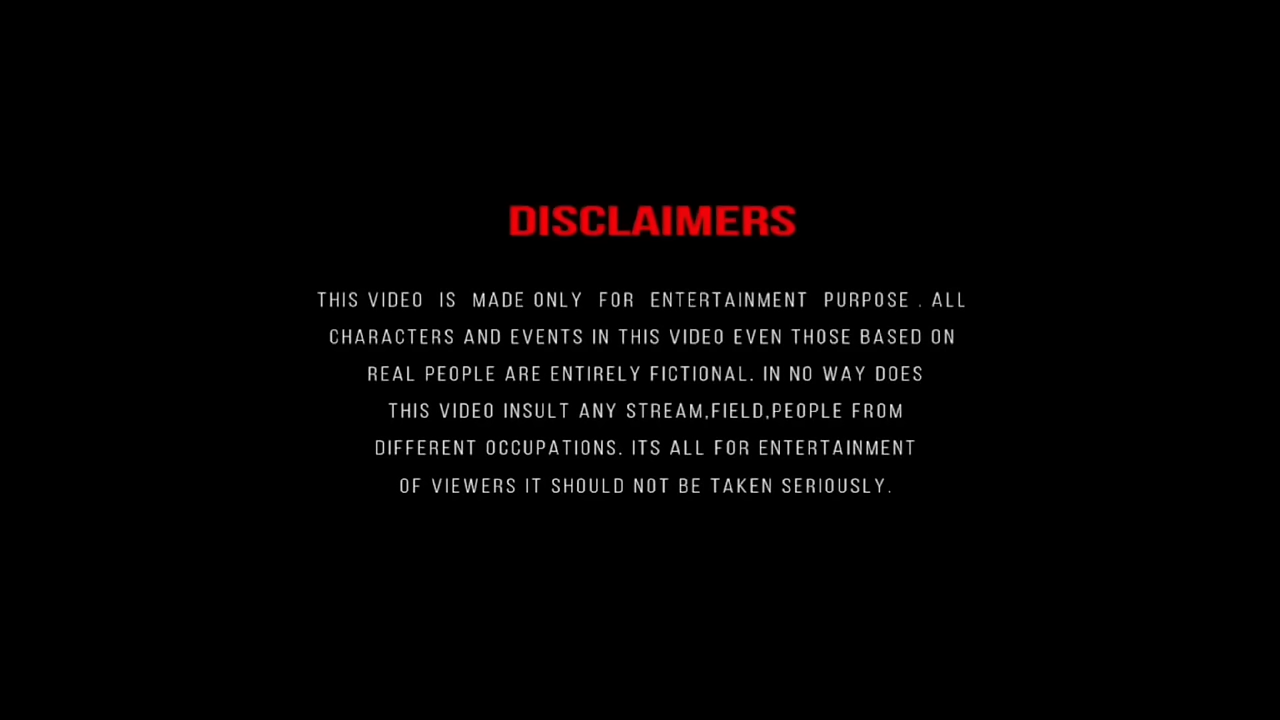 DISCLAIMERS
THIS VIDEO IS MADE ONLY FOR ENTERTAINMENT PURPOSE . ALL
CHARACTERS AND EVENTS IN THIS VIDEO EVEN THOSE BASED ON
REAL PEOPLE ARE ENTIRELY FICTIONAL. IN NO WAY DOES
THIS VIDEO INSULT ANY STREAM,FIELD,PEOPLE FROM
DIFFERENT OCCUPATIONS. ITS ALL FOR ENTERTAINMENT
OF VIEWERS IT SHOULD NOT BE TAKEN SERIOUSLY.